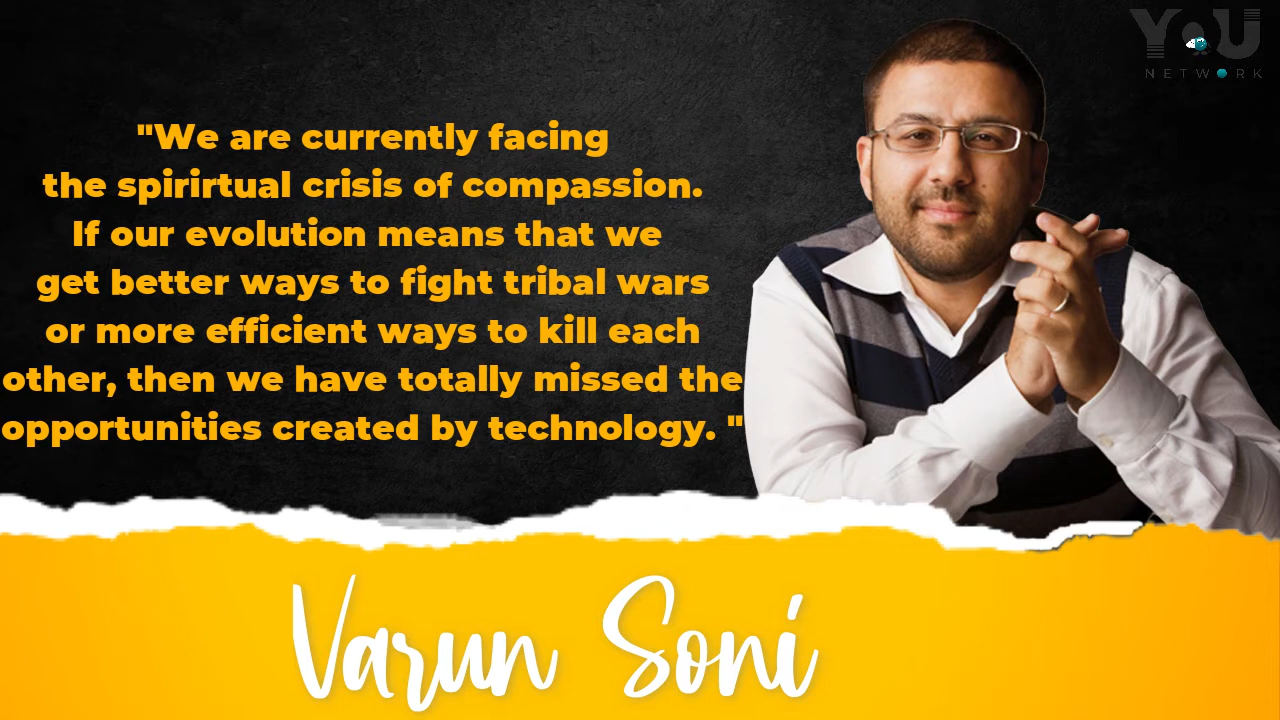 YOU
NETWORK
"We are currently facing
the spirirtual crisis of compassion.
If our evolution means that we
get better ways to fight tribal wars
or more efficient ways to kill each
other, then we have totally missed the
opportunities created by technology. "
Varun Soni